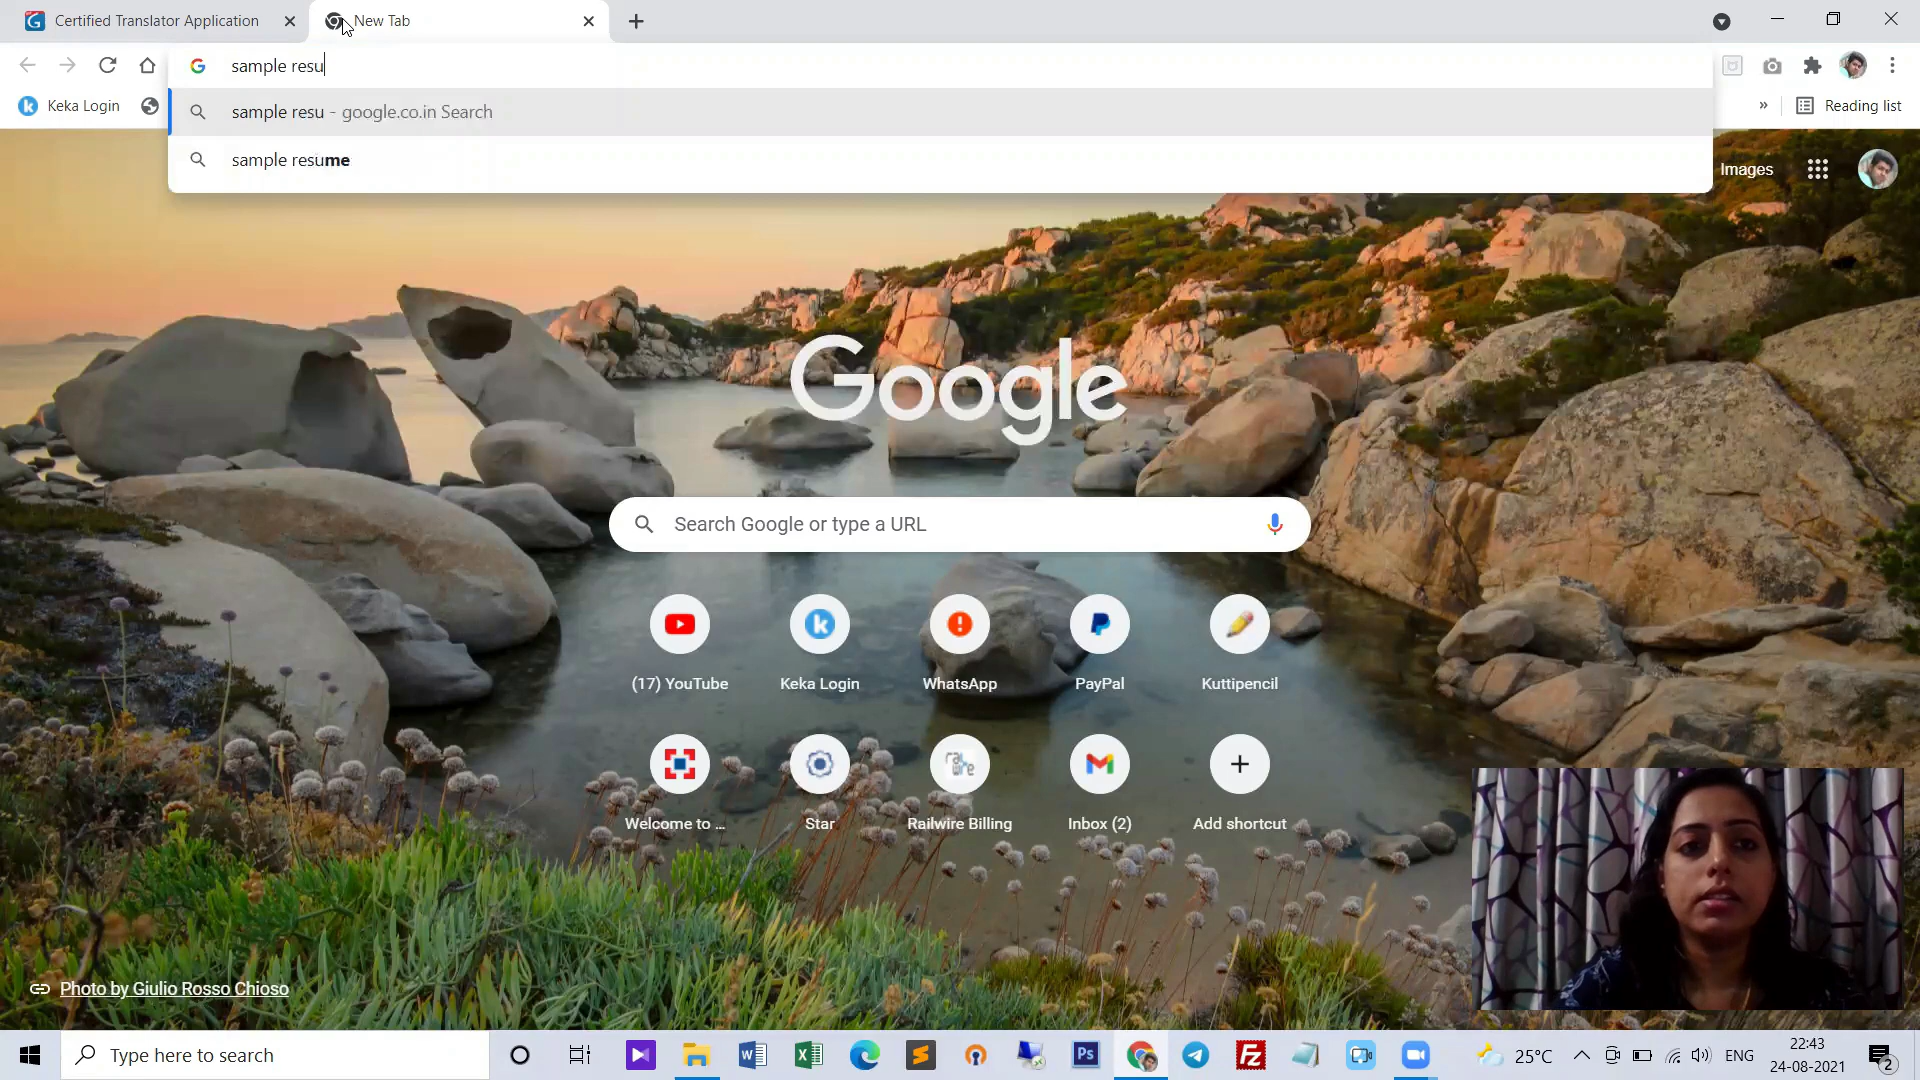 Certified Translator Application
New Tab
sample resu
sample resu - google.co.in Search
sample resume
Keka Login
Reading list
Images
Google
Search Google or type a URL
(17) YouTube
Keka Login
WhatsApp
PayPal
Kuttipencil
Welcome to ...
Star
Railwire Billing
Inbox (2)
Add shortcut
Photo by Giulio Rosso Chioso
Type here to search
25°C
ENG
22:43
24-08-2021
2